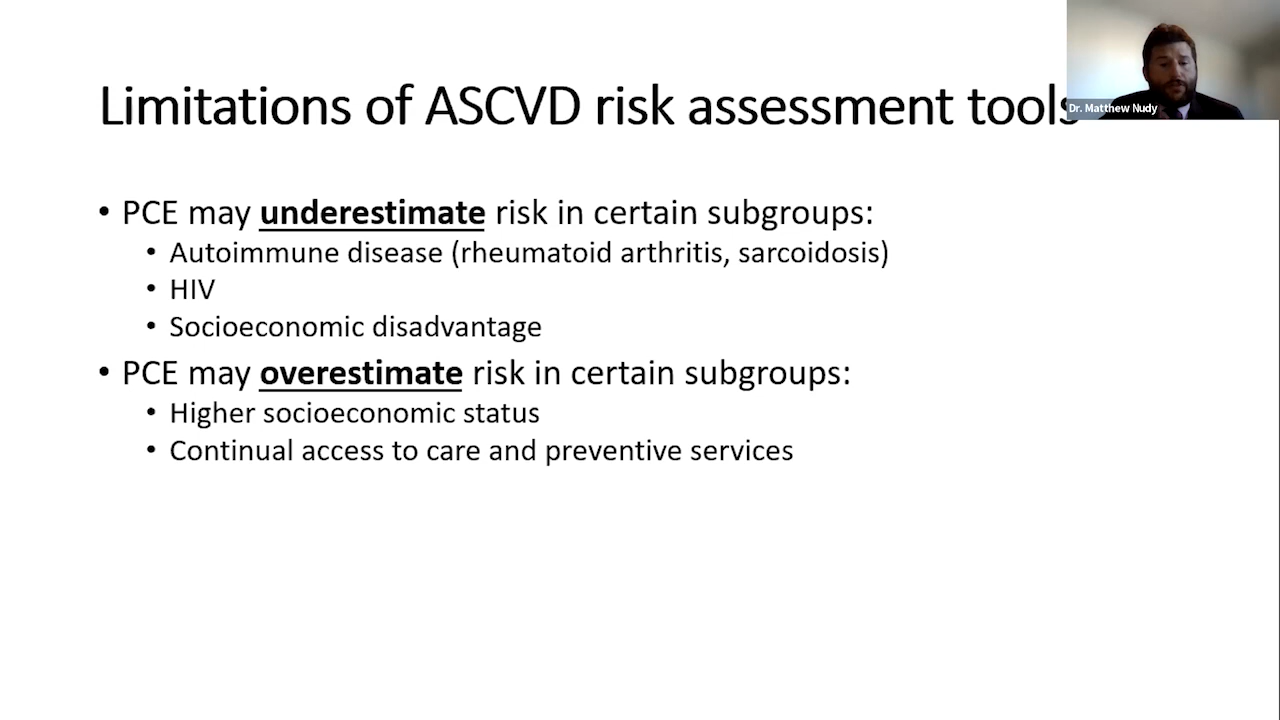 Limitations of ASCVD risk assessment tools
Dr. Matthew Nudy
• PCE may underestimate risk in certain subgroups:
• Autoimmune disease (rheumatoid arthritis, sarcoidosis)
• HIV
• Socioeconomic disadvantage
• PCE may overestimate risk in certain subgroups:
• Higher socioeconomic status
• Continual access to care and preventive services